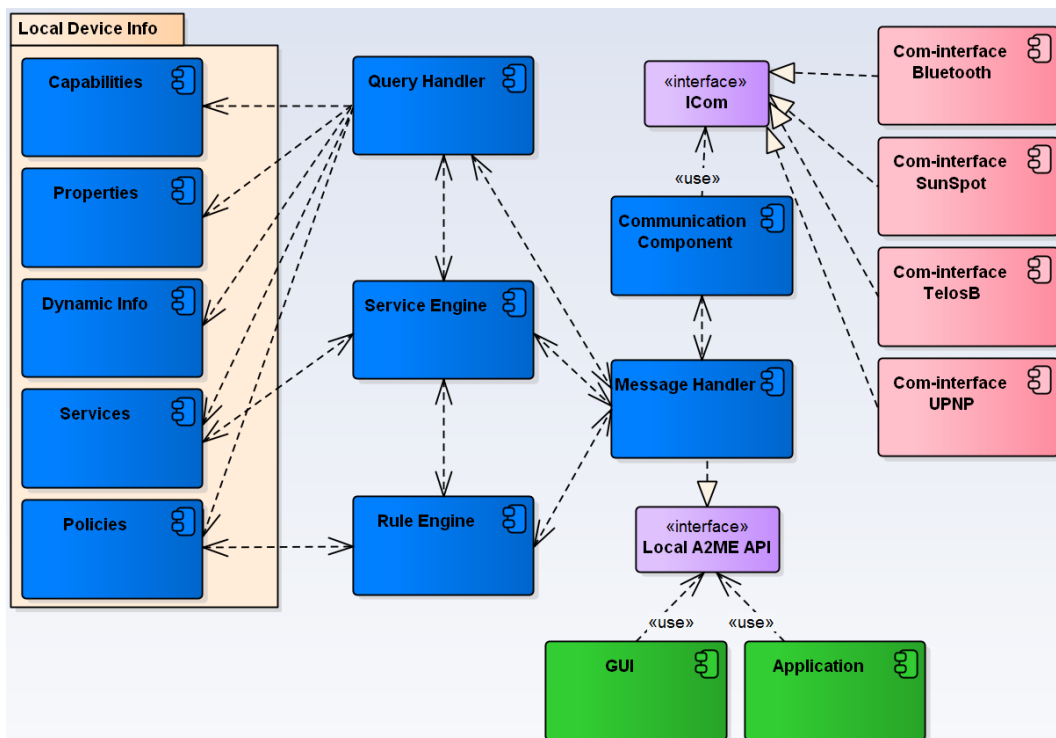 Local Device Info
Capabilities
Properties
Dynamic Info
Services
Policies
Query Handler
Service Engine
Rule Engine
«interface»
ICom
«use»
Communication
Component
Message Handler
«interface»
Local A2ME API
«use»
«use»
GUI
Application
Com-interface
Bluetooth
Com-interface
SunSpot
Com-interface
TelosB
Com-interface
UPNP